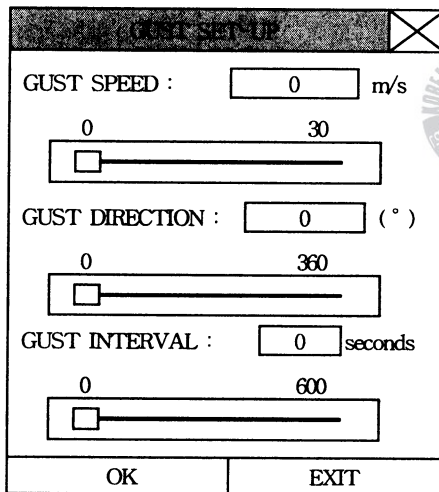 GUST SET-UP
GUST SPEED : 0 m/s
0 30
GUST DIRECTION : 0 ( ° )
0 360
GUST INTERVAL : 0 seconds
0 600
OK EXIT